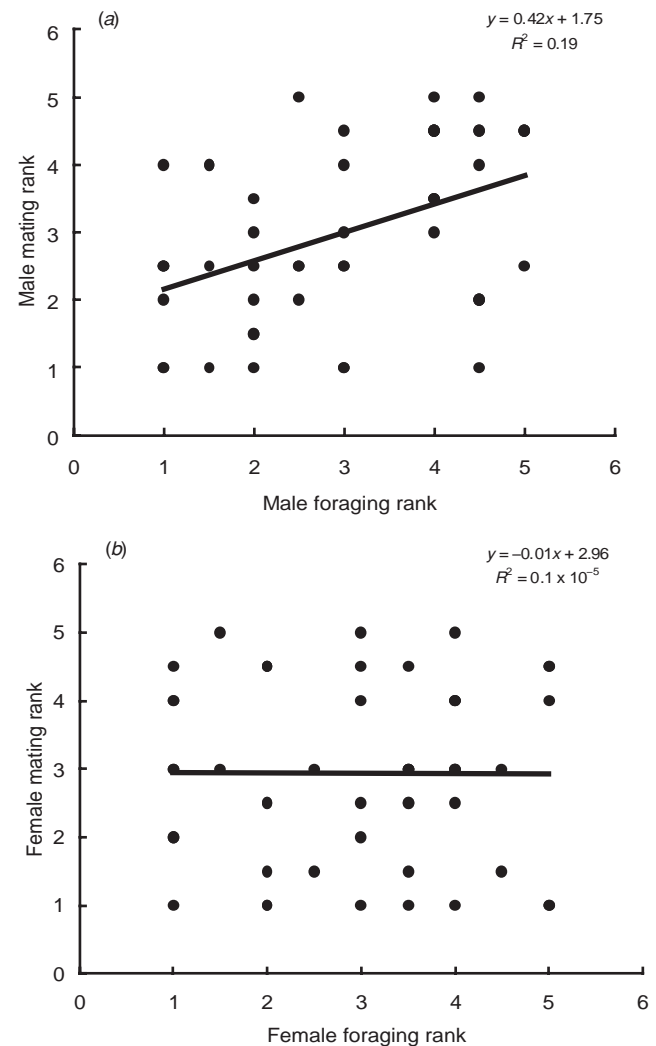 (a)
y = 0.42x + 1.75
R² = 0.19
6
5
4
3
2
1
0
Male mating rank
0 1 2 3 4 5 6
Male foraging rank
(b)
y = –0.01x + 2.96
R² = 0.1 x 10⁻⁵
6
5
4
3
2
1
0
Female mating rank
0 1 2 3 4 5 6
Female foraging rank